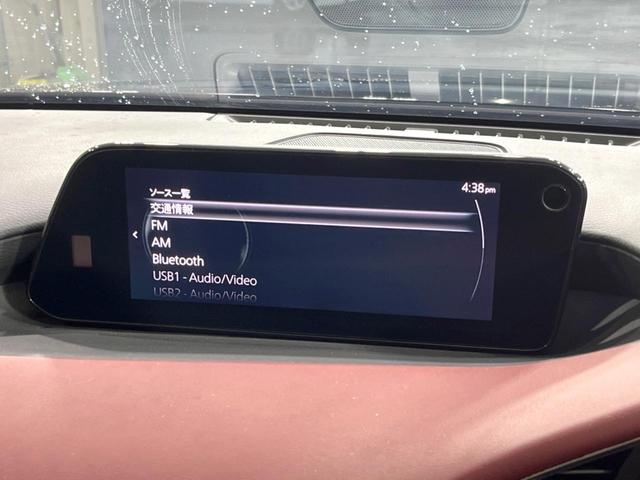 ソース一覧
4:38pm
交通情報
FM
AM
Bluetooth
USB1 - Audio/Video
USB2 - Audio/Video